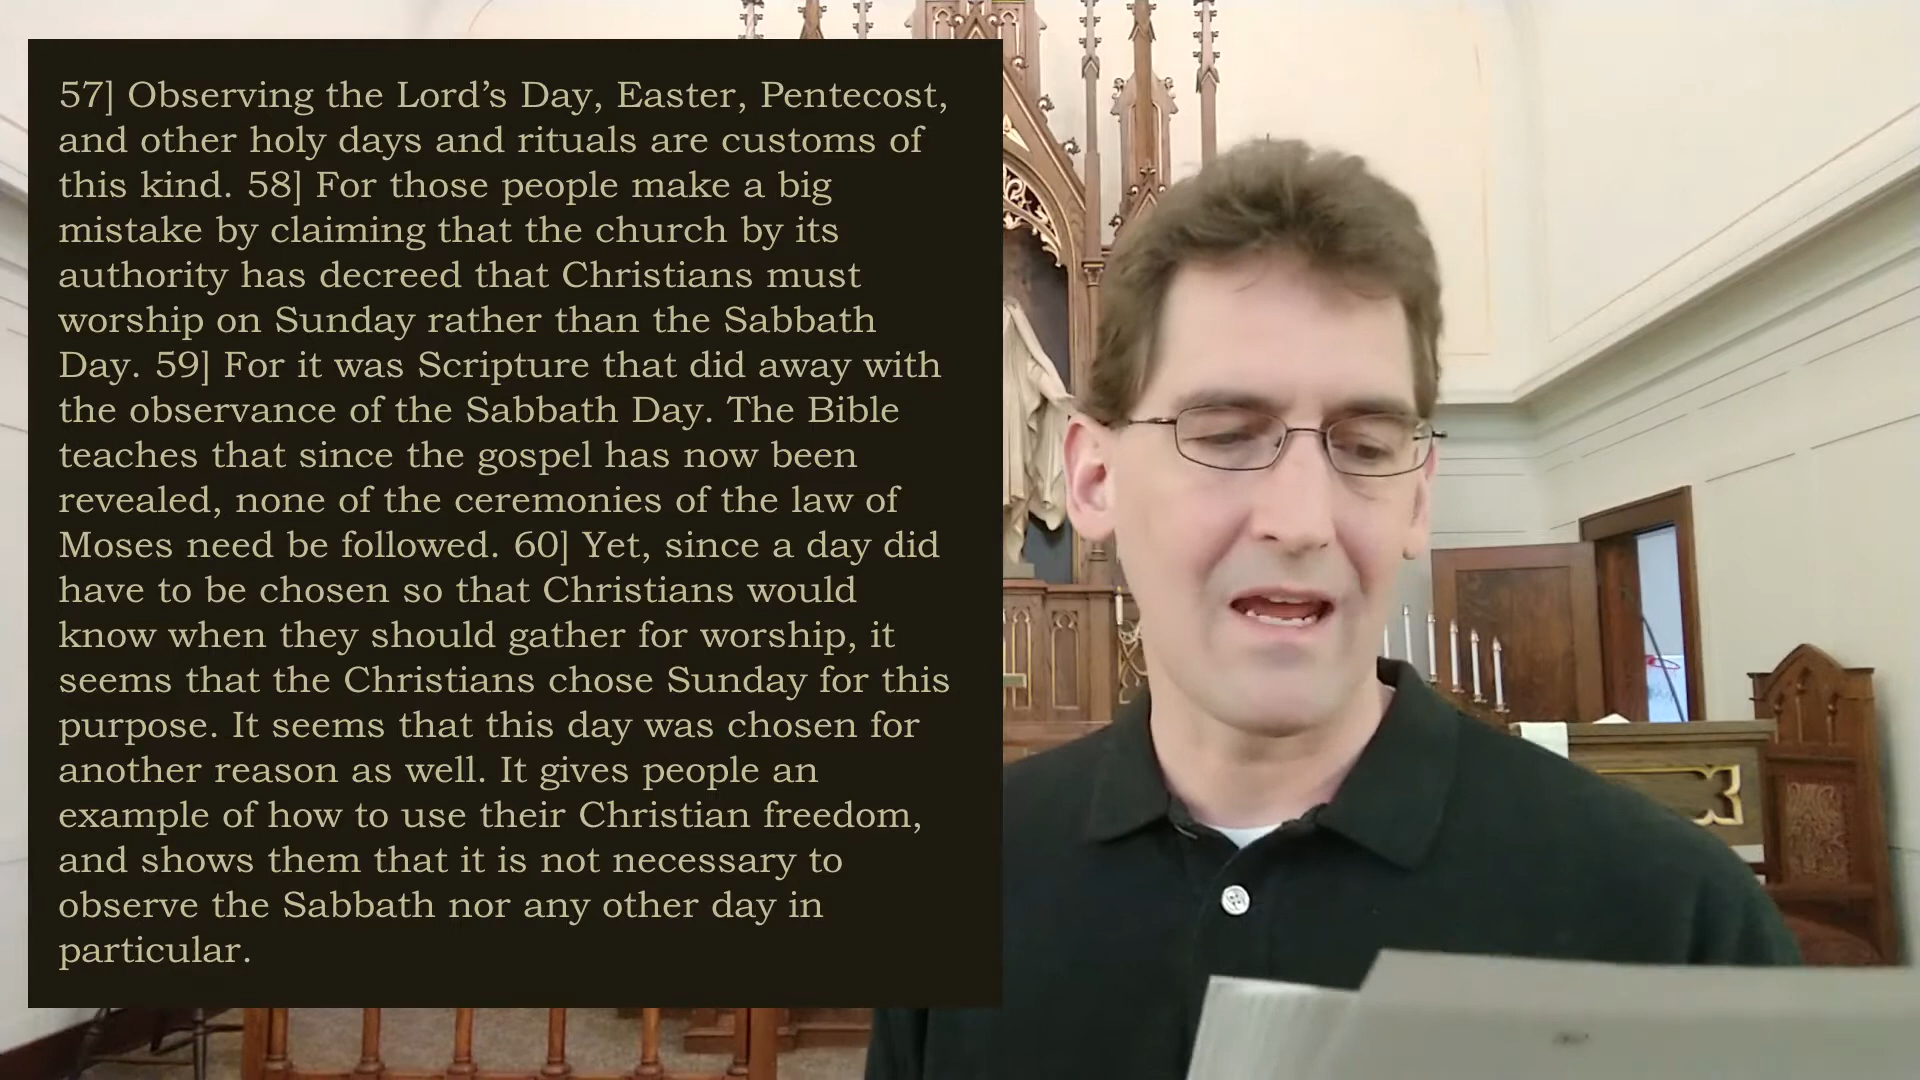 57] Observing the Lord’s Day, Easter, Pentecost,
and other holy days and rituals are customs of
this kind. 58] For those people make a big
mistake by claiming that the church by its
authority has decreed that Christians must
worship on Sunday rather than the Sabbath
Day. 59] For it was Scripture that did away with
the observance of the Sabbath Day. The Bible
teaches that since the gospel has now been
revealed, none of the ceremonies of the law of
Moses need be followed. 60] Yet, since a day did
have to be chosen so that Christians would
know when they should gather for worship, it
seems that the Christians chose Sunday for this
purpose. It seems that this day was chosen for
another reason as well. It gives people an
example of how to use their Christian freedom,
and shows them that it is not necessary to
observe the Sabbath nor any other day in
particular.